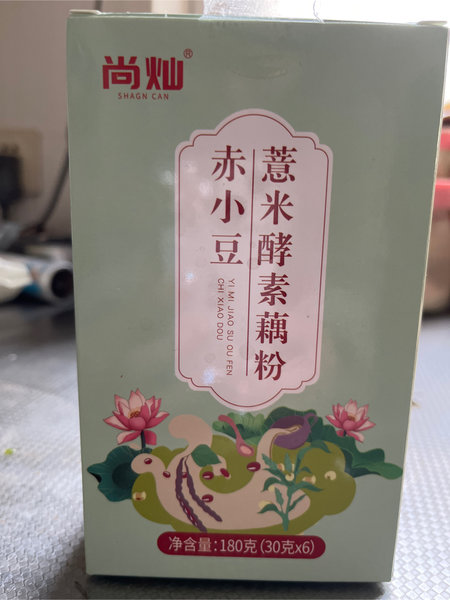 尚灿®
SHAGN CAN
赤小豆
薏米酵素藕粉
YI MI JIAO SU OU FEN
CHI XIAO DOU
净含量:180克(30克x6)